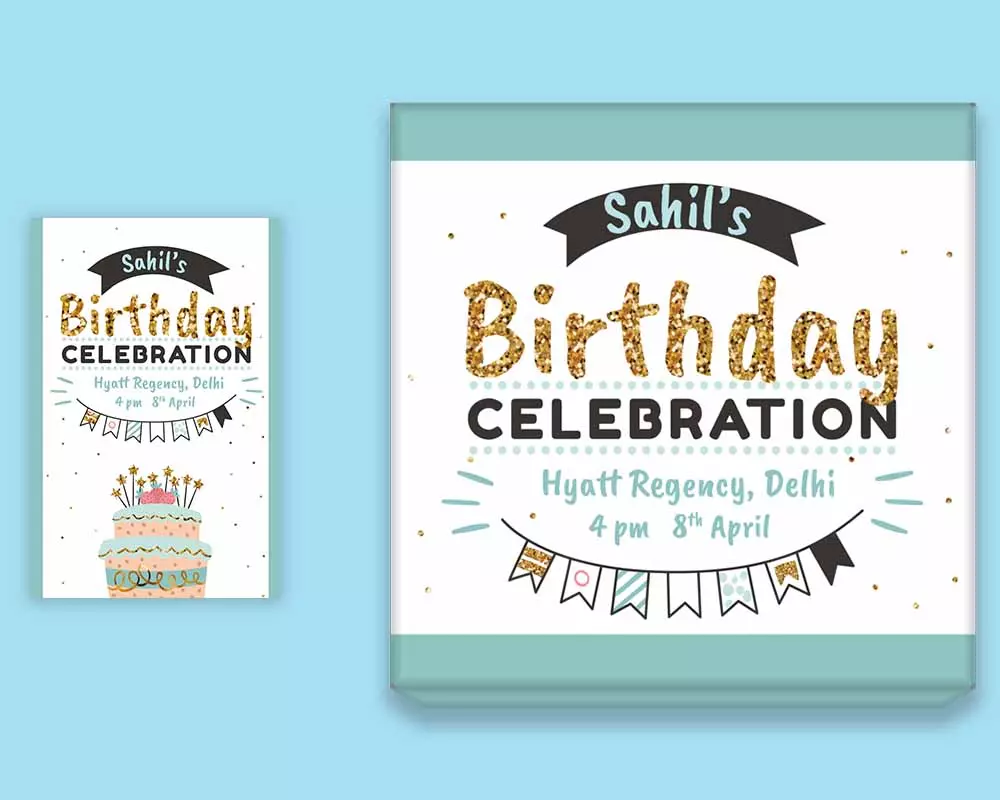 Sahil's
Birthday
CELEBRATION
Hyatt Regency, Delhi
4 pm 8th April
Sahil's
Birthday
CELEBRATION
Hyatt Regency, Delhi
4 pm 8th April